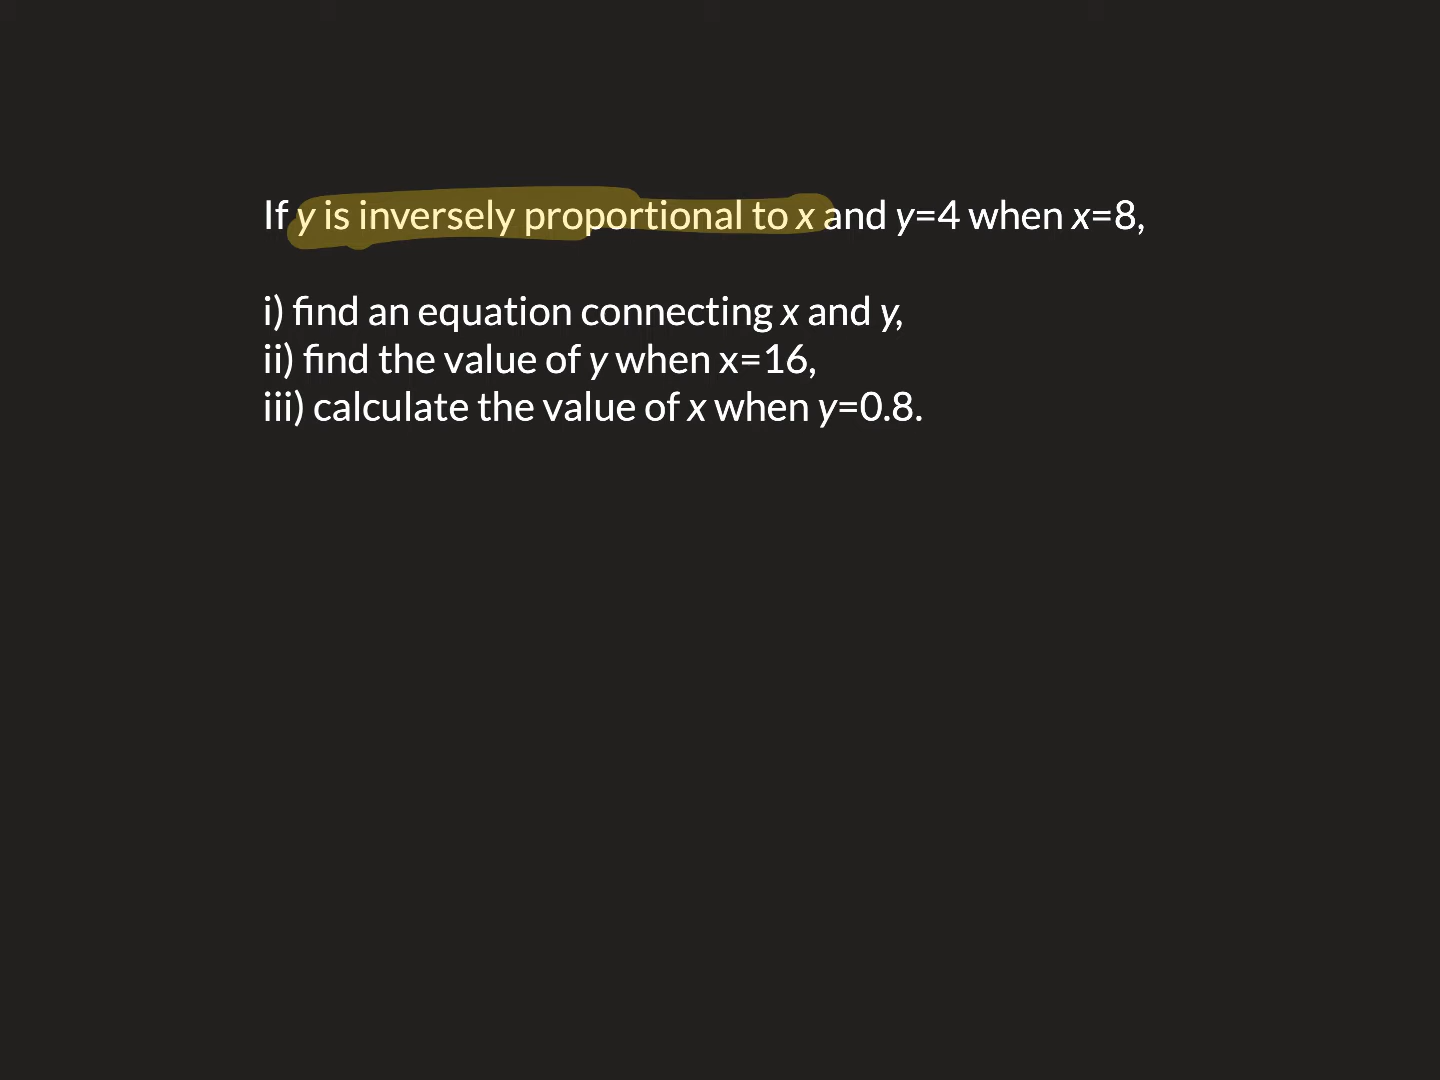 If y is inversely proportional to x and y=4 when x=8,
i) find an equation connecting x and y,
ii) find the value of y when x=16,
iii) calculate the value of x when y=0.8.